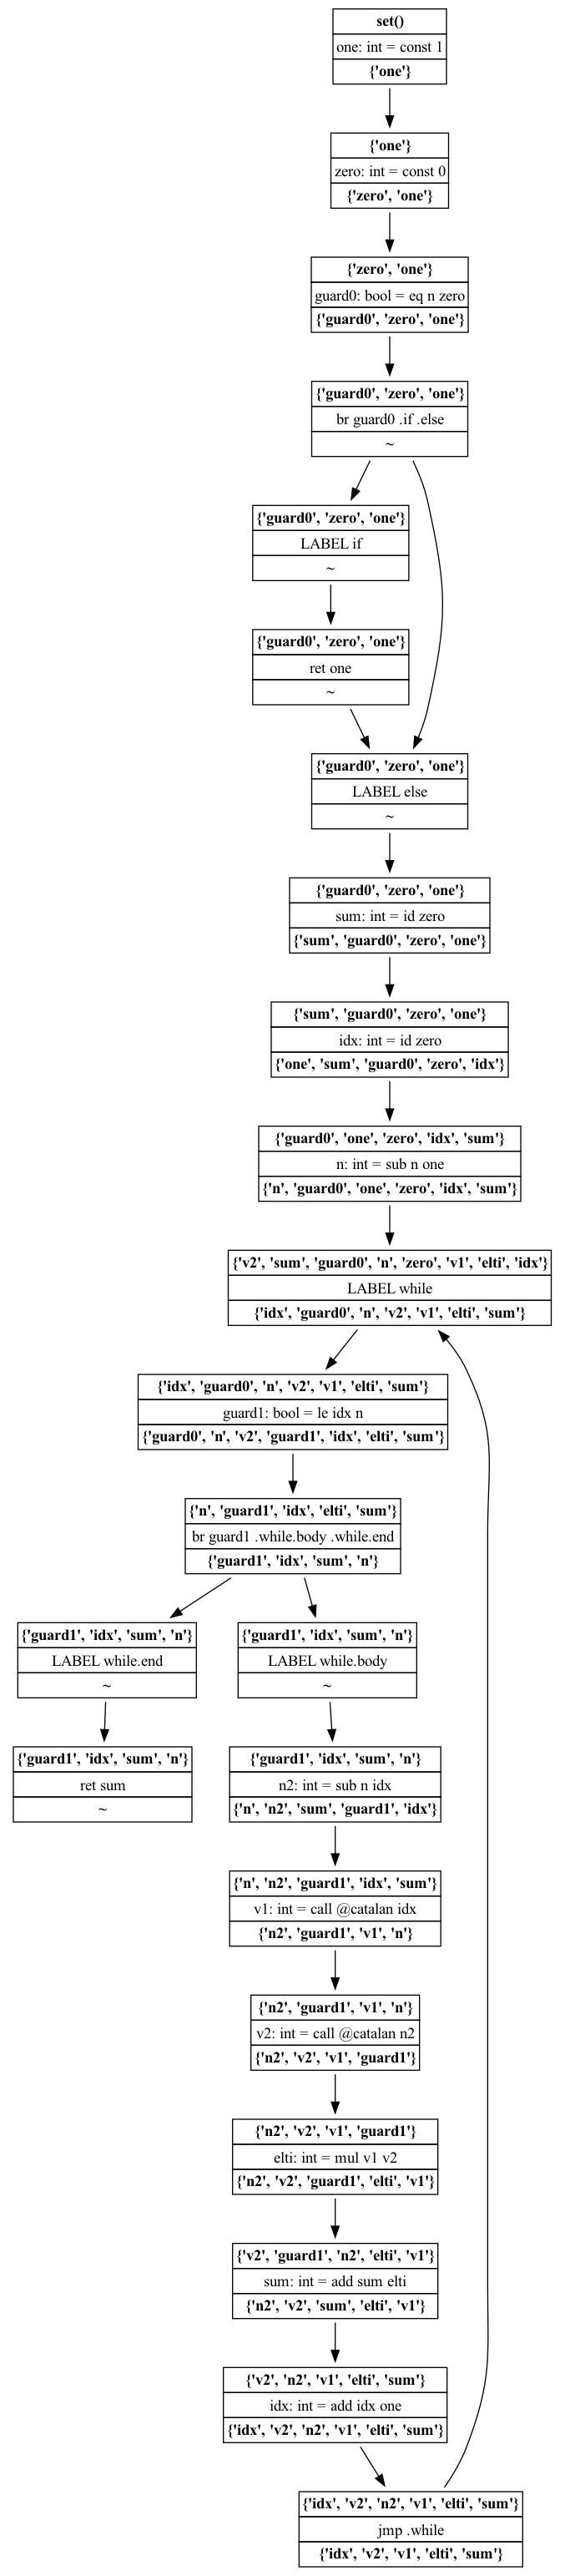 set()
one: int = const 1
{'one'}
{'one'}
zero: int = const 0
{'zero', 'one'}
{'zero', 'one'}
guard0: bool = eq n zero
{'guard0', 'zero', 'one'}
{'guard0', 'zero', 'one'}
br guard0 .if .else
~
{'guard0', 'zero', 'one'}
LABEL if
~
{'guard0', 'zero', 'one'}
ret one
~
{'guard0', 'zero', 'one'}
LABEL else
~
{'guard0', 'zero', 'one'}
sum: int = id zero
{'sum', 'guard0', 'zero', 'one'}
{'sum', 'guard0', 'zero', 'one'}
idx: int = id zero
{'one', 'sum', 'guard0', 'zero', 'idx'}
{'guard0', 'one', 'zero', 'idx', 'sum'}
n: int = sub n one
{'n', 'guard0', 'one', 'zero', 'idx', 'sum'}
{'v2', 'sum', 'guard0', 'n', 'zero', 'v1', 'elti', 'idx'}
LABEL while
{'idx', 'guard0', 'n', 'v2', 'v1', 'elti', 'sum'}
{'idx', 'guard0', 'n', 'v2', 'v1', 'elti', 'sum'}
guard1: bool = le idx n
{'guard0', 'n', 'v2', 'guard1', 'idx', 'elti', 'sum'}
{'n', 'guard1', 'idx', 'elti', 'sum'}
br guard1 .while.body .while.end
{'guard1', 'idx', 'sum', 'n'}
{'guard1', 'idx', 'sum', 'n'}
LABEL while.end
~
{'guard1', 'idx', 'sum', 'n'}
LABEL while.body
~
{'guard1', 'idx', 'sum', 'n'}
ret sum
~
{'guard1', 'idx', 'sum', 'n'}
n2: int = sub n idx
{'n', 'n2', 'sum', 'guard1', 'idx'}
{'n', 'n2', 'guard1', 'idx', 'sum'}
v1: int = call @catalan idx
{'n2', 'guard1', 'v1', 'n'}
{'n2', 'guard1', 'v1', 'n'}
v2: int = call @catalan n2
{'n2', 'v2', 'v1', 'guard1'}
{'n2', 'v2', 'v1', 'guard1'}
elti: int = mul v1 v2
{'n2', 'v2', 'guard1', 'elti', 'v1'}
{'v2', 'guard1', 'n2', 'elti', 'v1'}
sum: int = add sum elti
{'n2', 'v2', 'sum', 'elti', 'v1'}
{'v2', 'n2', 'v1', 'elti', 'sum'}
idx: int = add idx one
{'idx', 'v2', 'n2', 'v1', 'elti', 'sum'}
{'idx', 'v2', 'n2', 'v1', 'elti', 'sum'}
jmp .while
{'idx', 'v2', 'v1', 'elti', 'sum'}